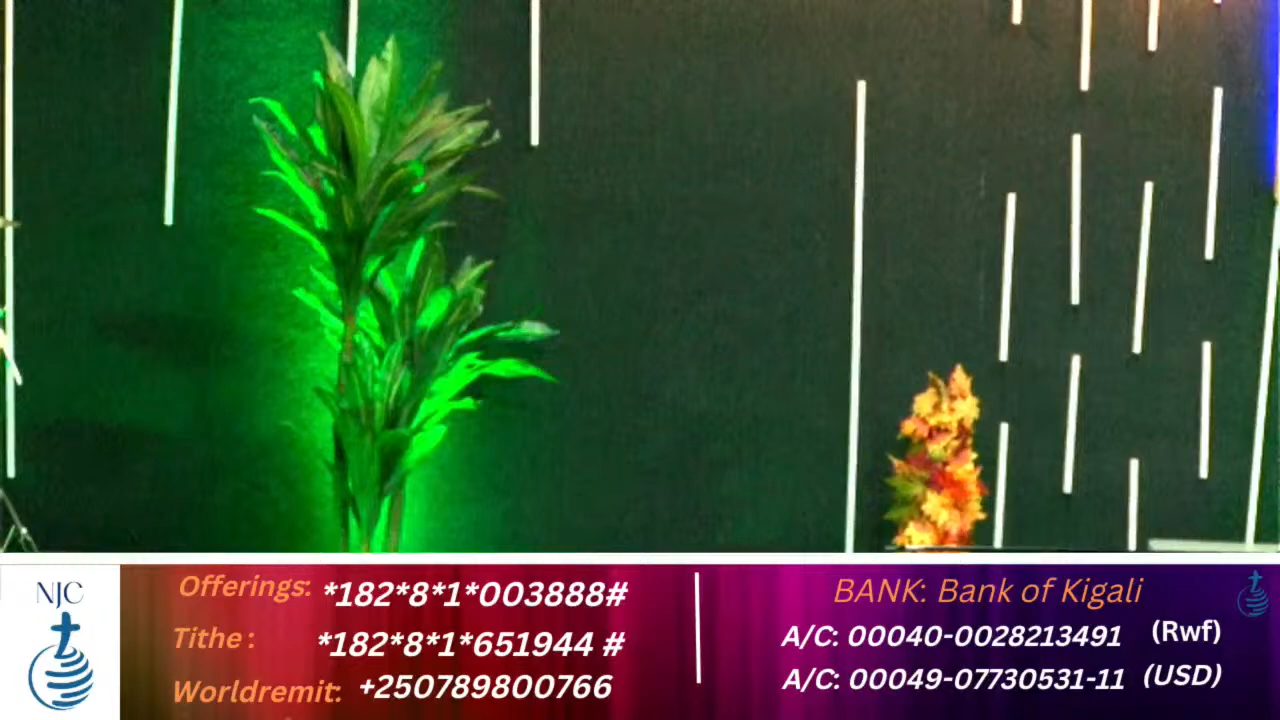 NJC
Offerings: *182*8*1*003888#
Tithe : *182*8*1*651944 #
Worldremit: +250789800766
BANK: Bank of Kigali
A/C: 00040-0028213491 (Rwf)
A/C: 00049-07730531-11 (USD)